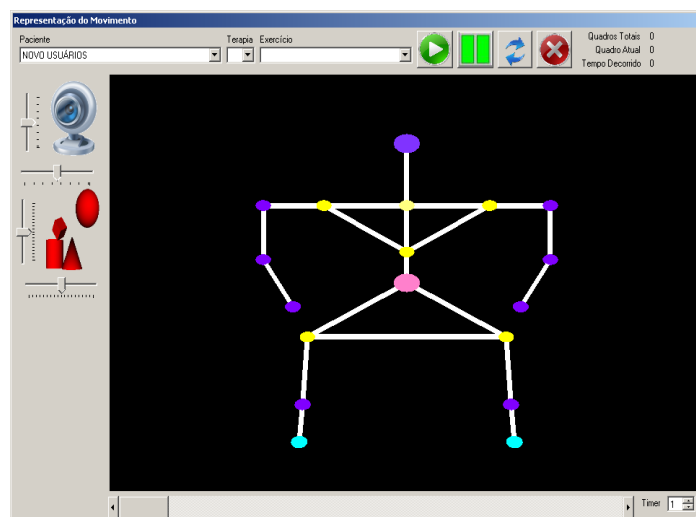 Representação do Movimento
Paciente Terapia Exercício
NOVO USUÁRIOS
Quadros Totais 0
Quadro Atual 0
Tempo Decorrido 0
Timer 1